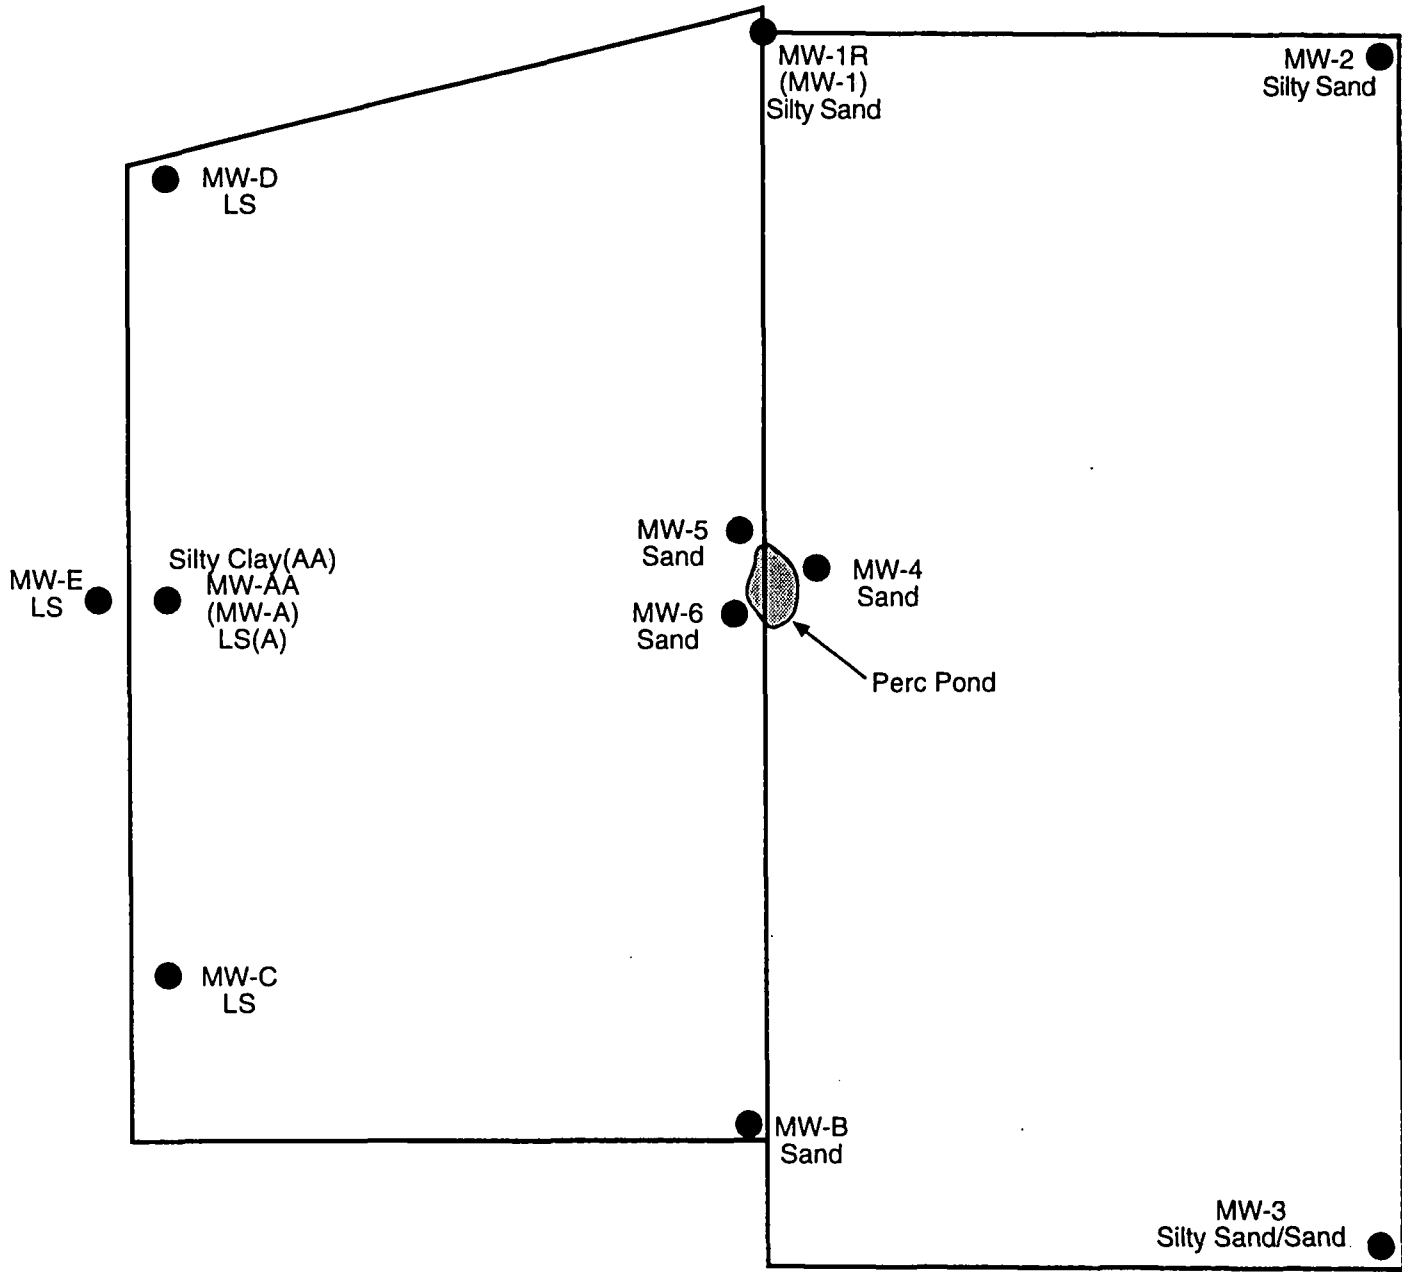 MW-1R
(MW-1)
Silty Sand
MW-2
Silty Sand
MW-D
LS
MW-5
Sand
MW-4
Sand
Silty Clay(AA)
MW-AA
(MW-A)
LS(A)
MW-E
LS
MW-6
Sand
Perc Pond
MW-C
LS
MW-B
Sand
MW-3
Silty Sand/Sand